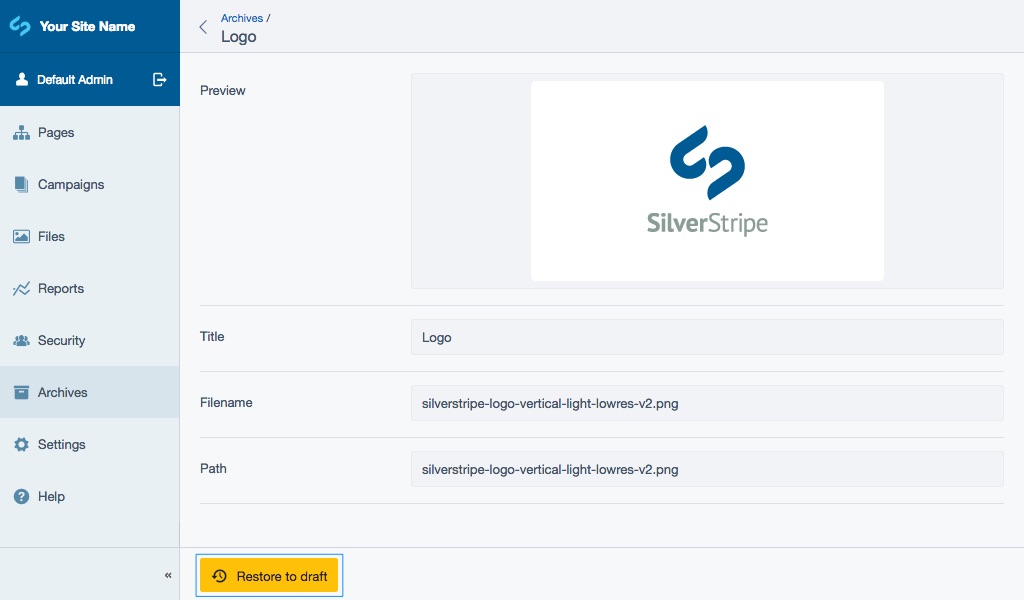 Your Site Name
Default Admin
Pages
Campaigns
Files
Reports
Security
Archives
Settings
Help
«
Archives /
Logo
Preview
SilverStripe
Title
Logo
Filename
silverstripe-logo-vertical-light-lowres-v2.png
Path
silverstripe-logo-vertical-light-lowres-v2.png
Restore to draft